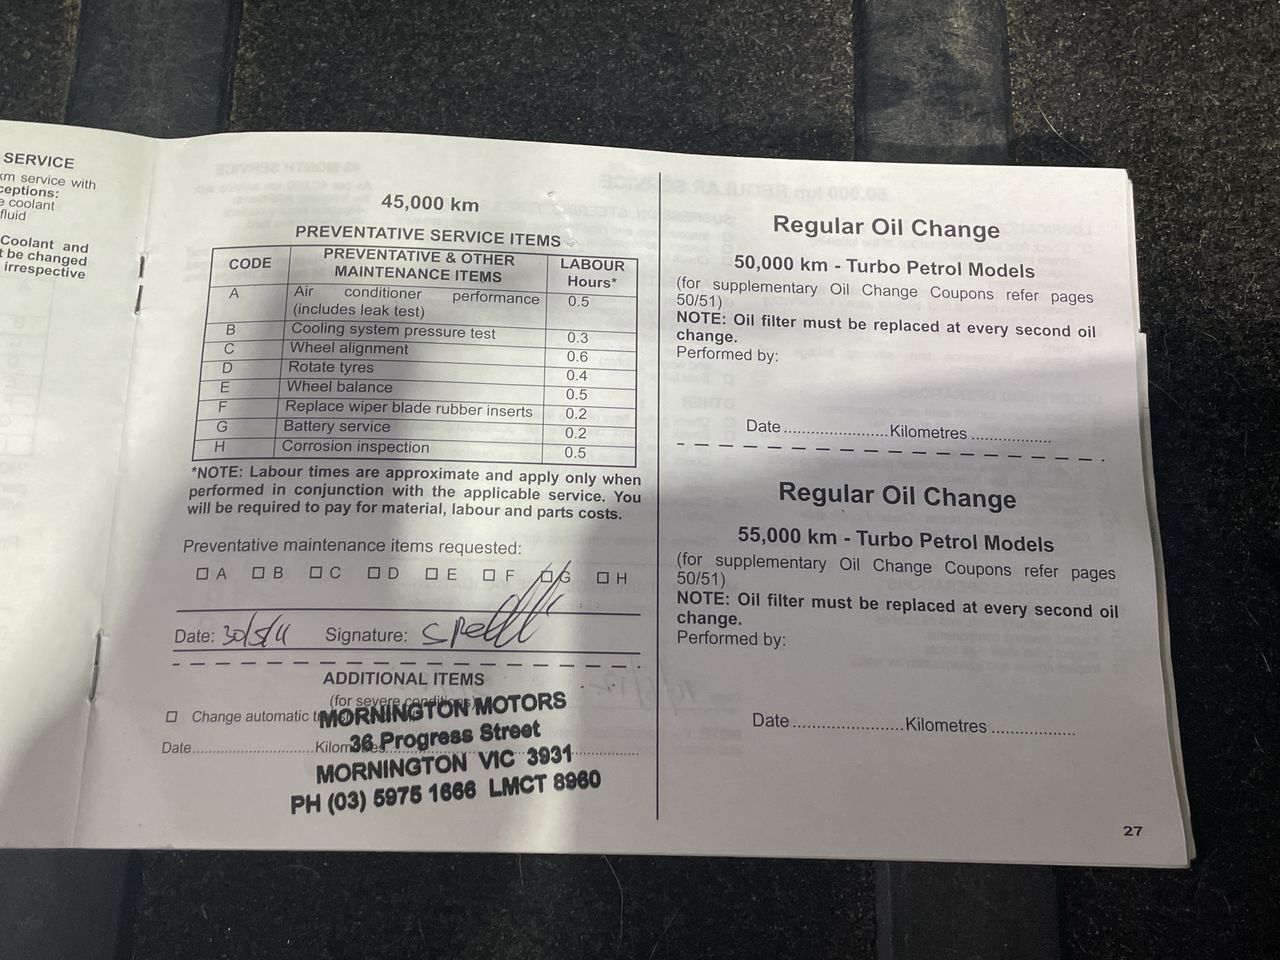 SERVICE
km service with
ceptions:
e coolant
fluid
Coolant and
t be changed
irrespective
45,000 km
PREVENTATIVE SERVICE ITEMS
CODE PREVENTATIVE & OTHER MAINTENANCE ITEMS LABOUR Hours*
A Air conditioner performance (includes leak test) 0.5
B Cooling system pressure test 0.3
C Wheel alignment 0.6
D Rotate tyres 0.4
E Wheel balance 0.5
F Replace wiper blade rubber inserts 0.2
G Battery service 0.2
H Corrosion inspection 0.5
*NOTE: Labour times are approximate and apply only when
performed in conjunction with the applicable service. You
will be required to pay for material, labour and parts costs.
Preventative maintenance items requested:
☐ A ☐ B ☐ C ☐ D ☐ E ☐ F ☐ G ☐ H
Date: 30/5/11 Signature:
ADDITIONAL ITEMS
(for severe conditions)
☐ Change automatic
Date.............................Kilometres
MORNINGTON MOTORS
36 Progress Street
MORNINGTON VIC 3931
PH (03) 5975 1666 LMCT 8960
Regular Oil Change
50,000 km - Turbo Petrol Models
(for supplementary Oil Change Coupons refer pages
50/51)
NOTE: Oil filter must be replaced at every second oil
change.
Performed by:
Date ......................Kilometres .................
Regular Oil Change
55,000 km - Turbo Petrol Models
(for supplementary Oil Change Coupons refer pages
50/51)
NOTE: Oil filter must be replaced at every second oil
change.
Performed by:
Date .......................Kilometres ..................
27